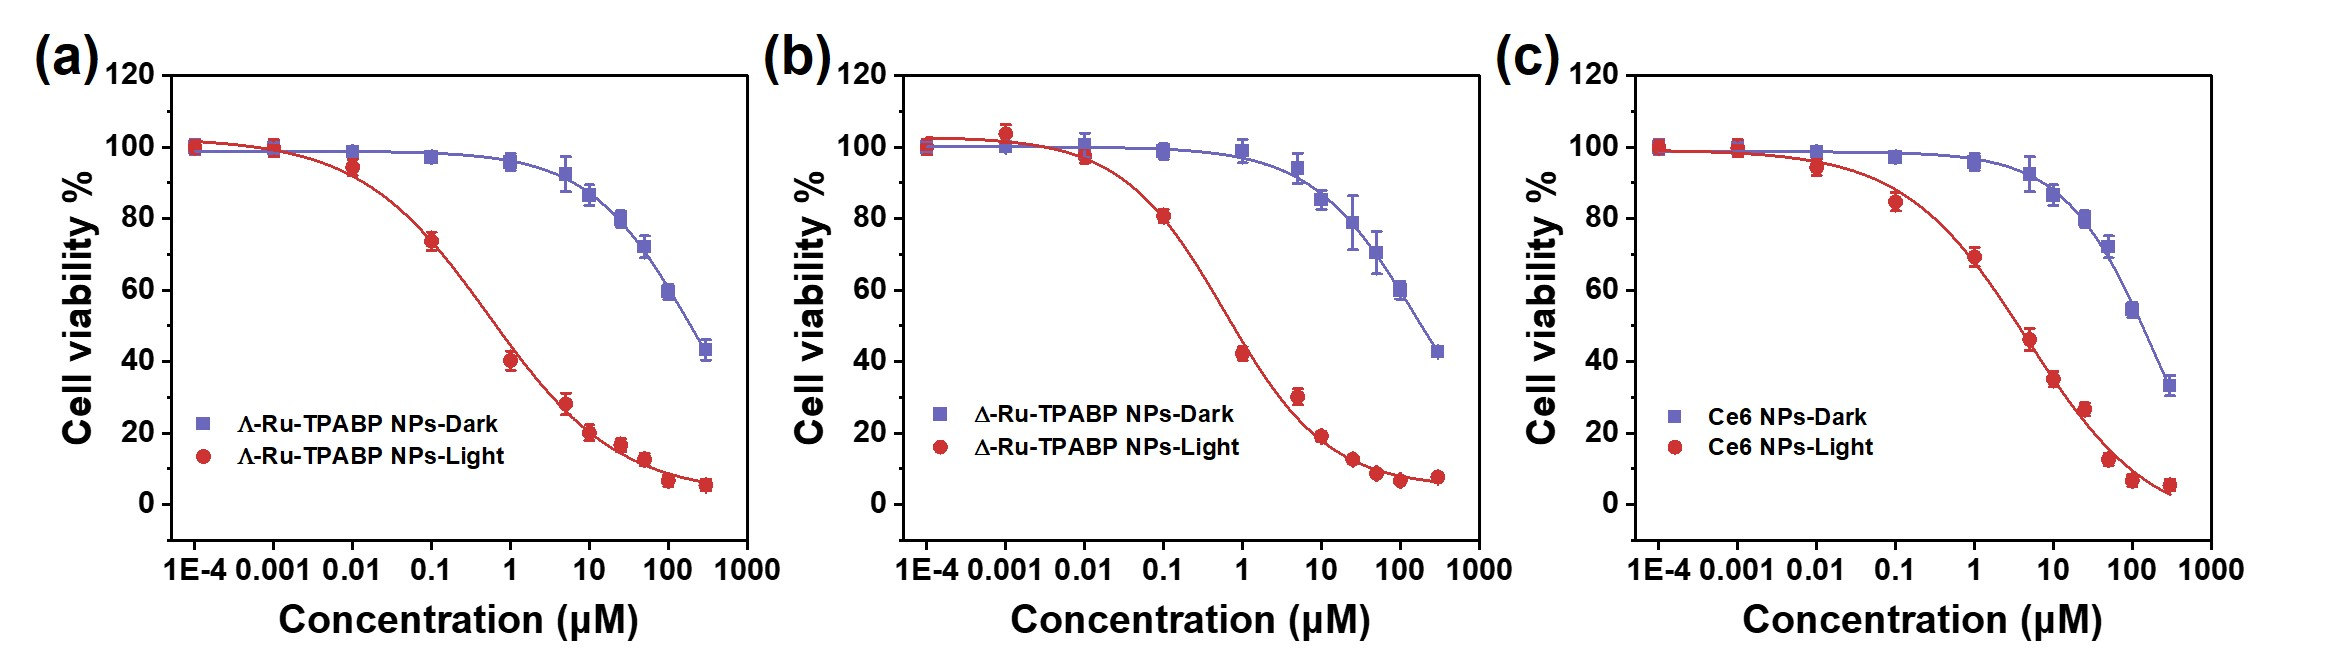 (a)
120
100
80
60
40
20
0
Cell viability %
Λ-Ru-TPABP NPs-Dark
Λ-Ru-TPABP NPs-Light
1E-4 0.001 0.01 0.1 1 10 100 1000
Concentration (μM)
(b)
120
100
80
60
40
20
0
Cell viability %
Δ-Ru-TPABP NPs-Dark
Δ-Ru-TPABP NPs-Light
1E-4 0.001 0.01 0.1 1 10 100 1000
Concentration (μM)
(c)
120
100
80
60
40
20
0
Cell viability %
Ce6 NPs-Dark
Ce6 NPs-Light
1E-4 0.001 0.01 0.1 1 10 100 1000
Concentration (μM)